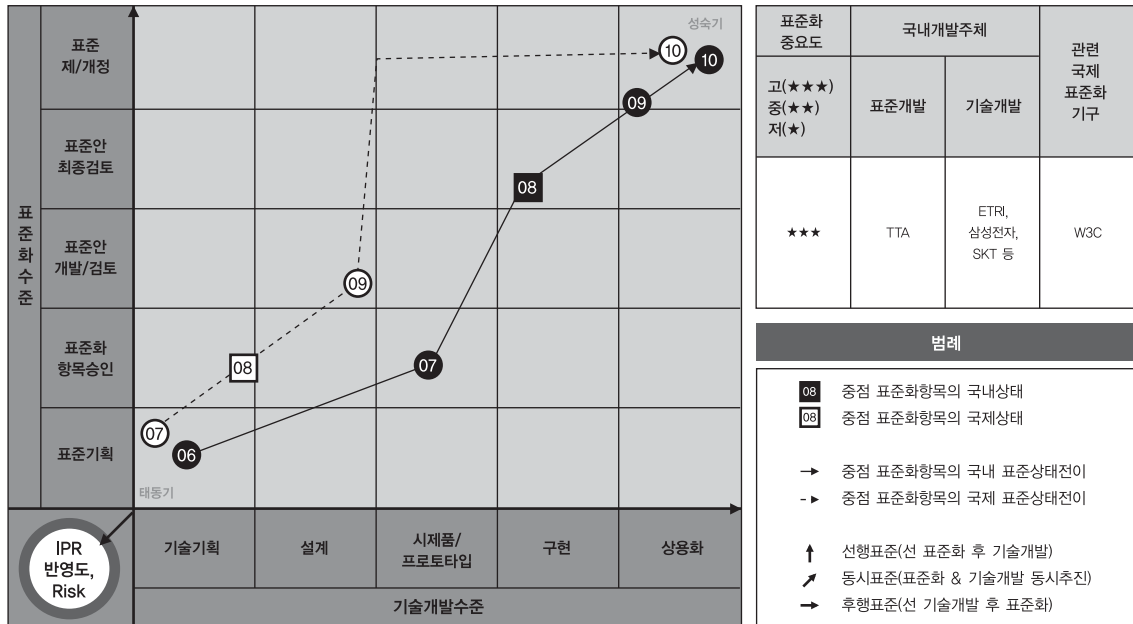 표준화수준
표준
제/개정
표준안
최종검토
표준안
개발/검토
표준화
항목승인
표준기획
성숙기
10
10
09
08
09
07
08
07
06
태동기
IPR
반영도,
Risk
기술기획
설계
시제품/
프로토타입
구현
상용화
기술개발수준
표준화
중요도
국내개발주체
관련
국제
표준화
기구
고(★★★)
중(★★)
저(★)
표준개발
기술개발
★★★
TTA
ETRI,
삼성전자,
SKT 등
W3C
범례
08 중점 표준화항목의 국내상태
08 중점 표준화항목의 국제상태
중점 표준화항목의 국내 표준상태전이
중점 표준화항목의 국제 표준상태전이
선행표준(선 표준화 후 기술개발)
동시표준(표준화 & 기술개발 동시추진)
후행표준(선 기술개발 후 표준화)